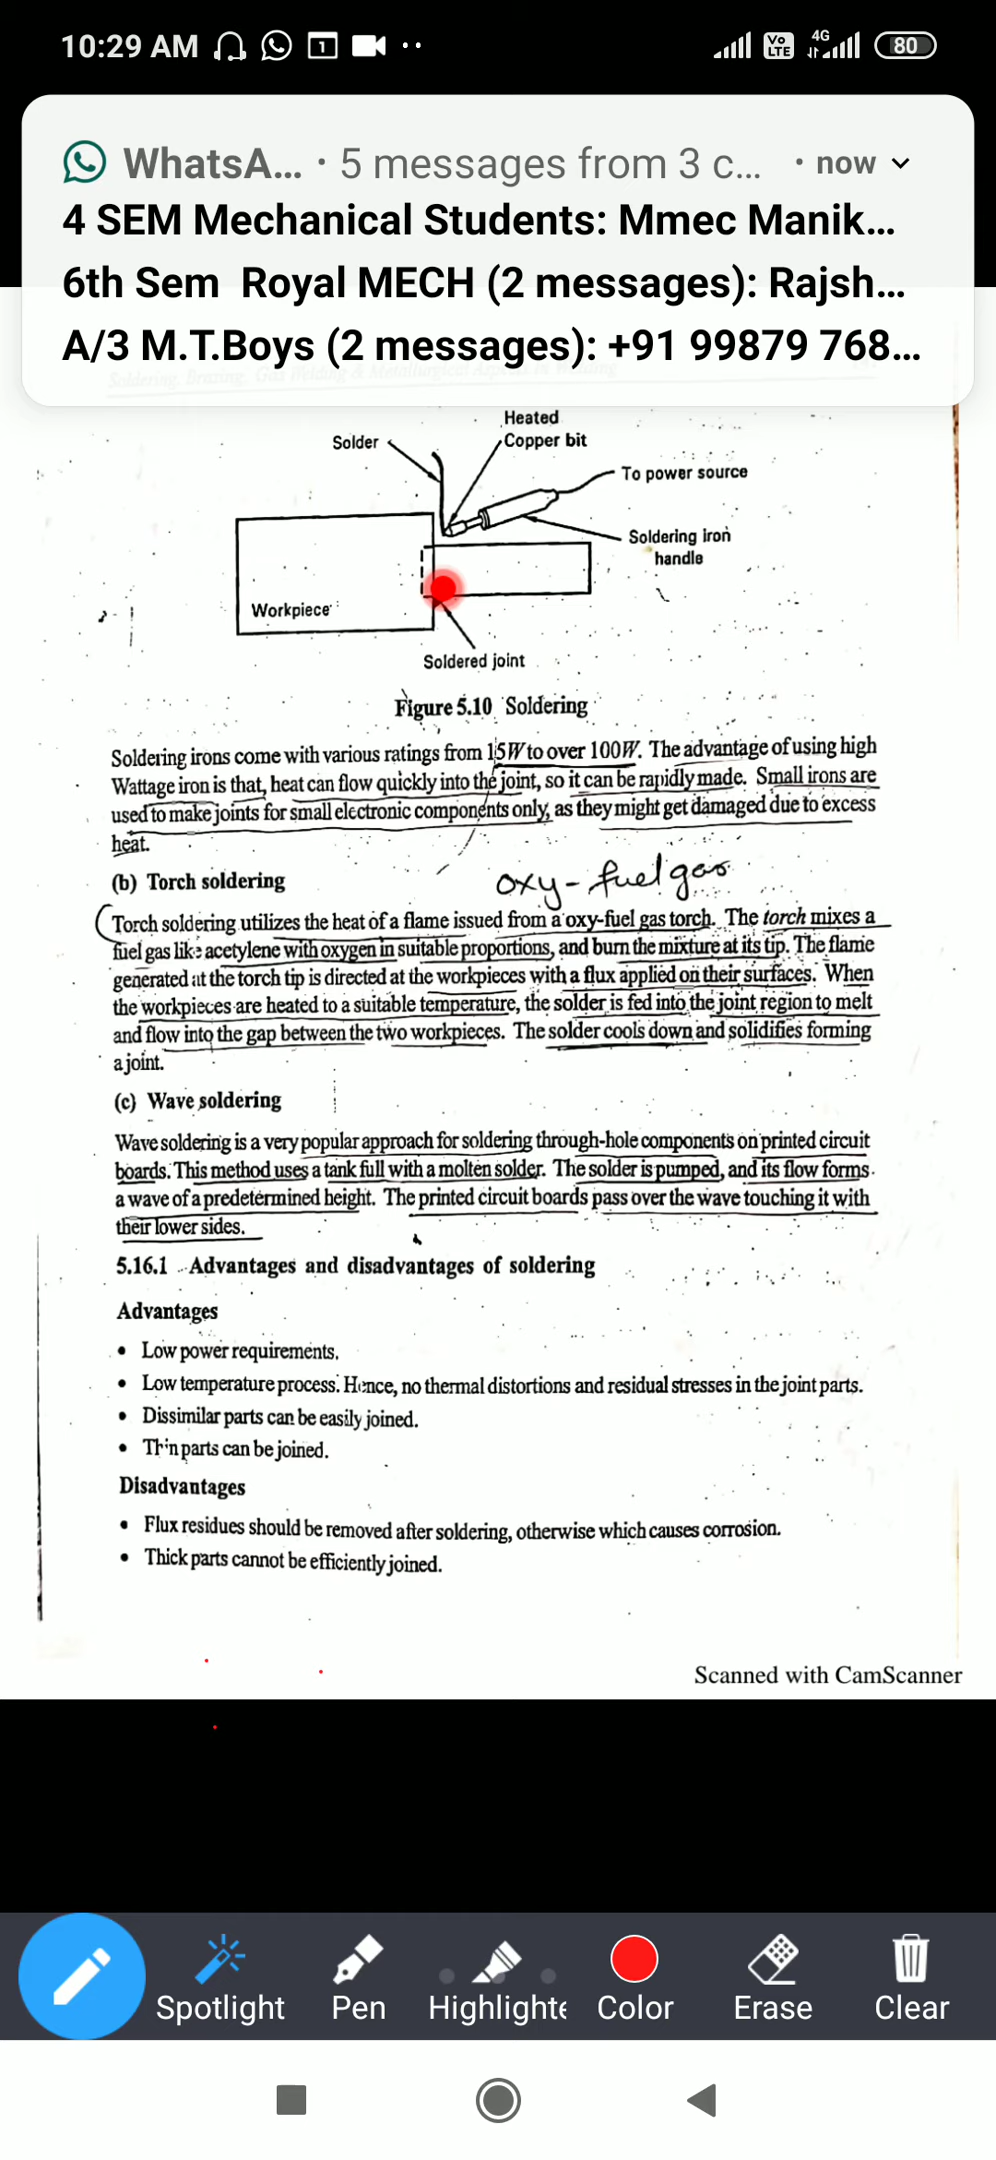 10:29 AM
Vo LTE 4G 80
WhatsA... • 5 messages from 3 c... • now
4 SEM Mechanical Students: Mmec Manik...
6th Sem Royal MECH (2 messages): Rajsh...
A/3 M.T.Boys (2 messages): +91 99879 768...
Soldering, Brazing, Gas Welding & Metallurgical Aspects in Welding
Heated
Solder Copper bit
To power source
Soldering iron
handle
Workpiece
Soldered joint
Figure 5.10 Soldering
Soldering irons come with various ratings from 15W to over 100W. The advantage of using high
Wattage iron is that, heat can flow quickly into the joint, so it can be rapidly made. Small irons are
used to make joints for small electronic components only, as they might get damaged due to excess
heat.
(b) Torch soldering oxy-fuel gas
Torch soldering utilizes the heat of a flame issued from a oxy-fuel gas torch. The torch mixes a
fuel gas like acetylene with oxygen in suitable proportions, and burn the mixture at its tip. The flame
generated at the torch tip is directed at the workpieces with a flux applied on their surfaces. When
the workpieces are heated to a suitable temperature, the solder is fed into the joint region to melt
and flow into the gap between the two workpieces. The solder cools down and solidifies forming
a joint.
(c) Wave soldering
Wave soldering is a very popular approach for soldering through-hole components on printed circuit
boards. This method uses a tank full with a molten solder. The solder is pumped, and its flow forms
a wave of a predetermined height. The printed circuit boards pass over the wave touching it with
their lower sides.
5.16.1 Advantages and disadvantages of soldering
Advantages
• Low power requirements.
• Low temperature process. Hence, no thermal distortions and residual stresses in the joint parts.
• Dissimilar parts can be easily joined.
• Thin parts can be joined.
Disadvantages
• Flux residues should be removed after soldering, otherwise which causes corrosion.
• Thick parts cannot be efficiently joined.
Scanned with CamScanner
Spotlight Pen Highlighte Color Erase Clear